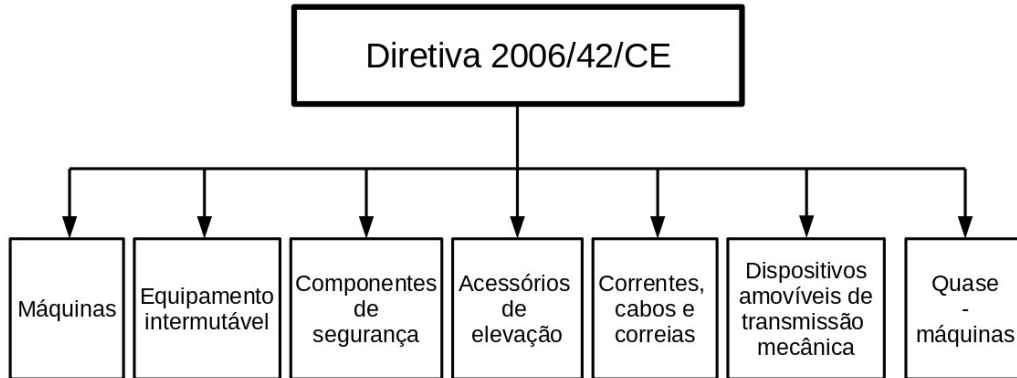 Diretiva 2006/42/CE
Máquinas
Equipamento
intermutável
Componentes
de
segurança
Acessórios
de
elevação
Correntes,
cabos e
correias
Dispositivos
amovíveis de
transmissão
mecânica
Quase
-
máquinas